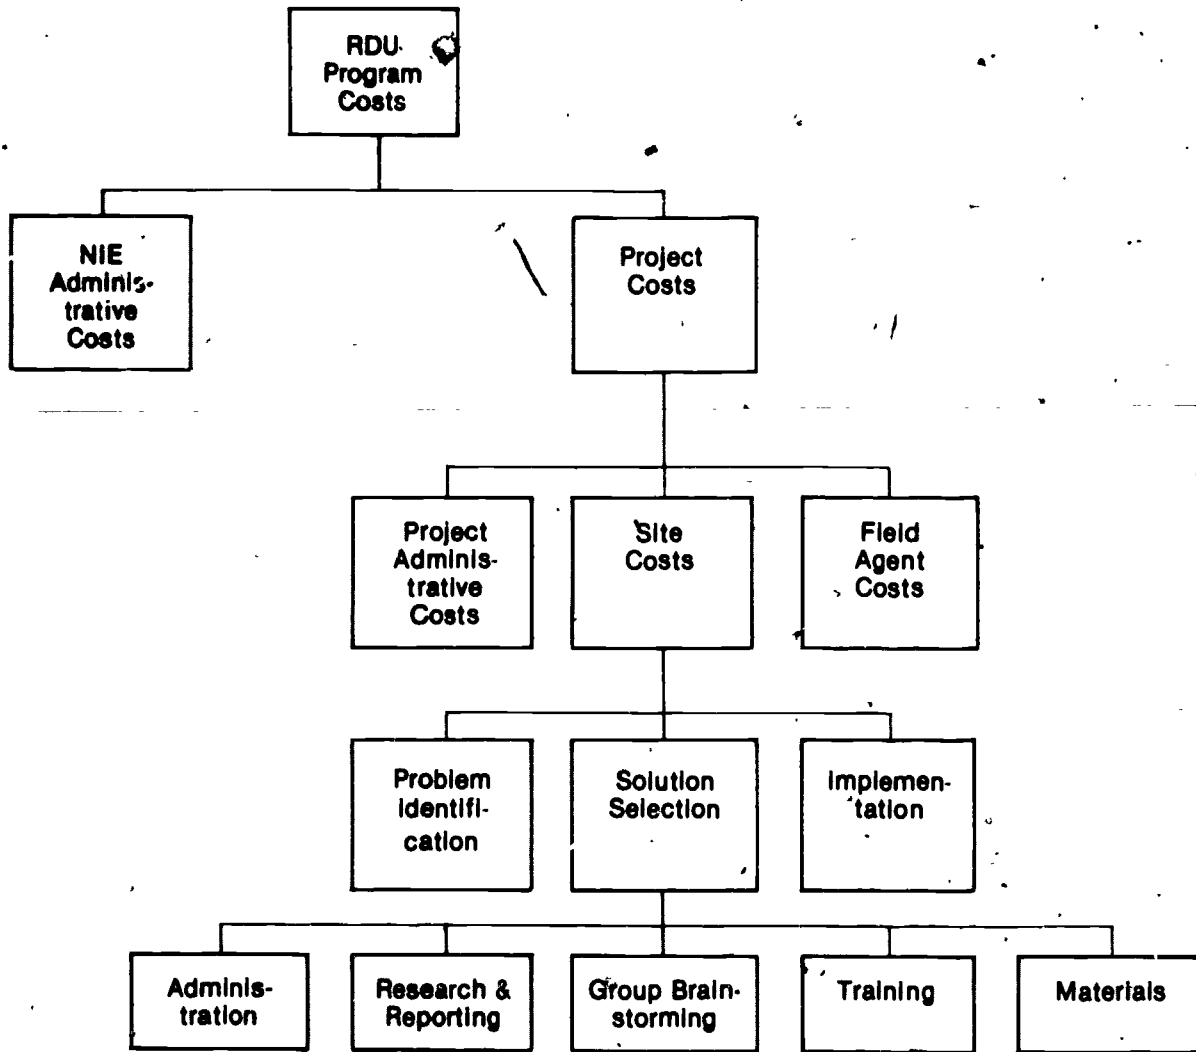 RDU
Program
Costs
NIE
Adminis-
trative
Costs
Project
Costs
Project
Adminis-
trative
Costs
Site
Costs
Field
Agent
Costs
Problem
Identifi-
cation
Solution
Selection
Implemen-
tation
Adminis-
tration
Research &
Reporting
Group Brain-
storming
Training
Materials